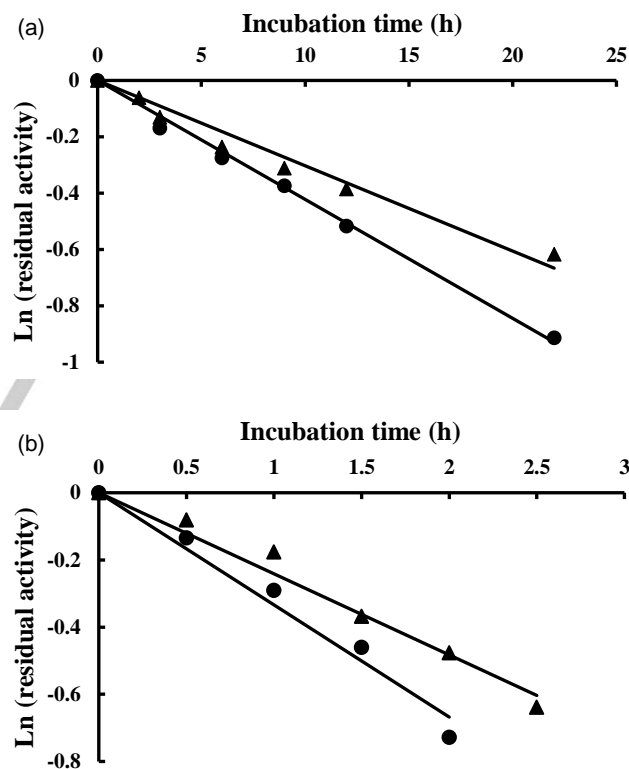 (a)
Incubation time (h)
0 5 10 15 20 25
0
-0.2
-0.4
-0.6
-0.8
-1
Ln (residual activity)
(b)
Incubation time (h)
0 0.5 1 1.5 2 2.5 3
0
-0.2
-0.4
-0.6
-0.8
Ln (residual activity)